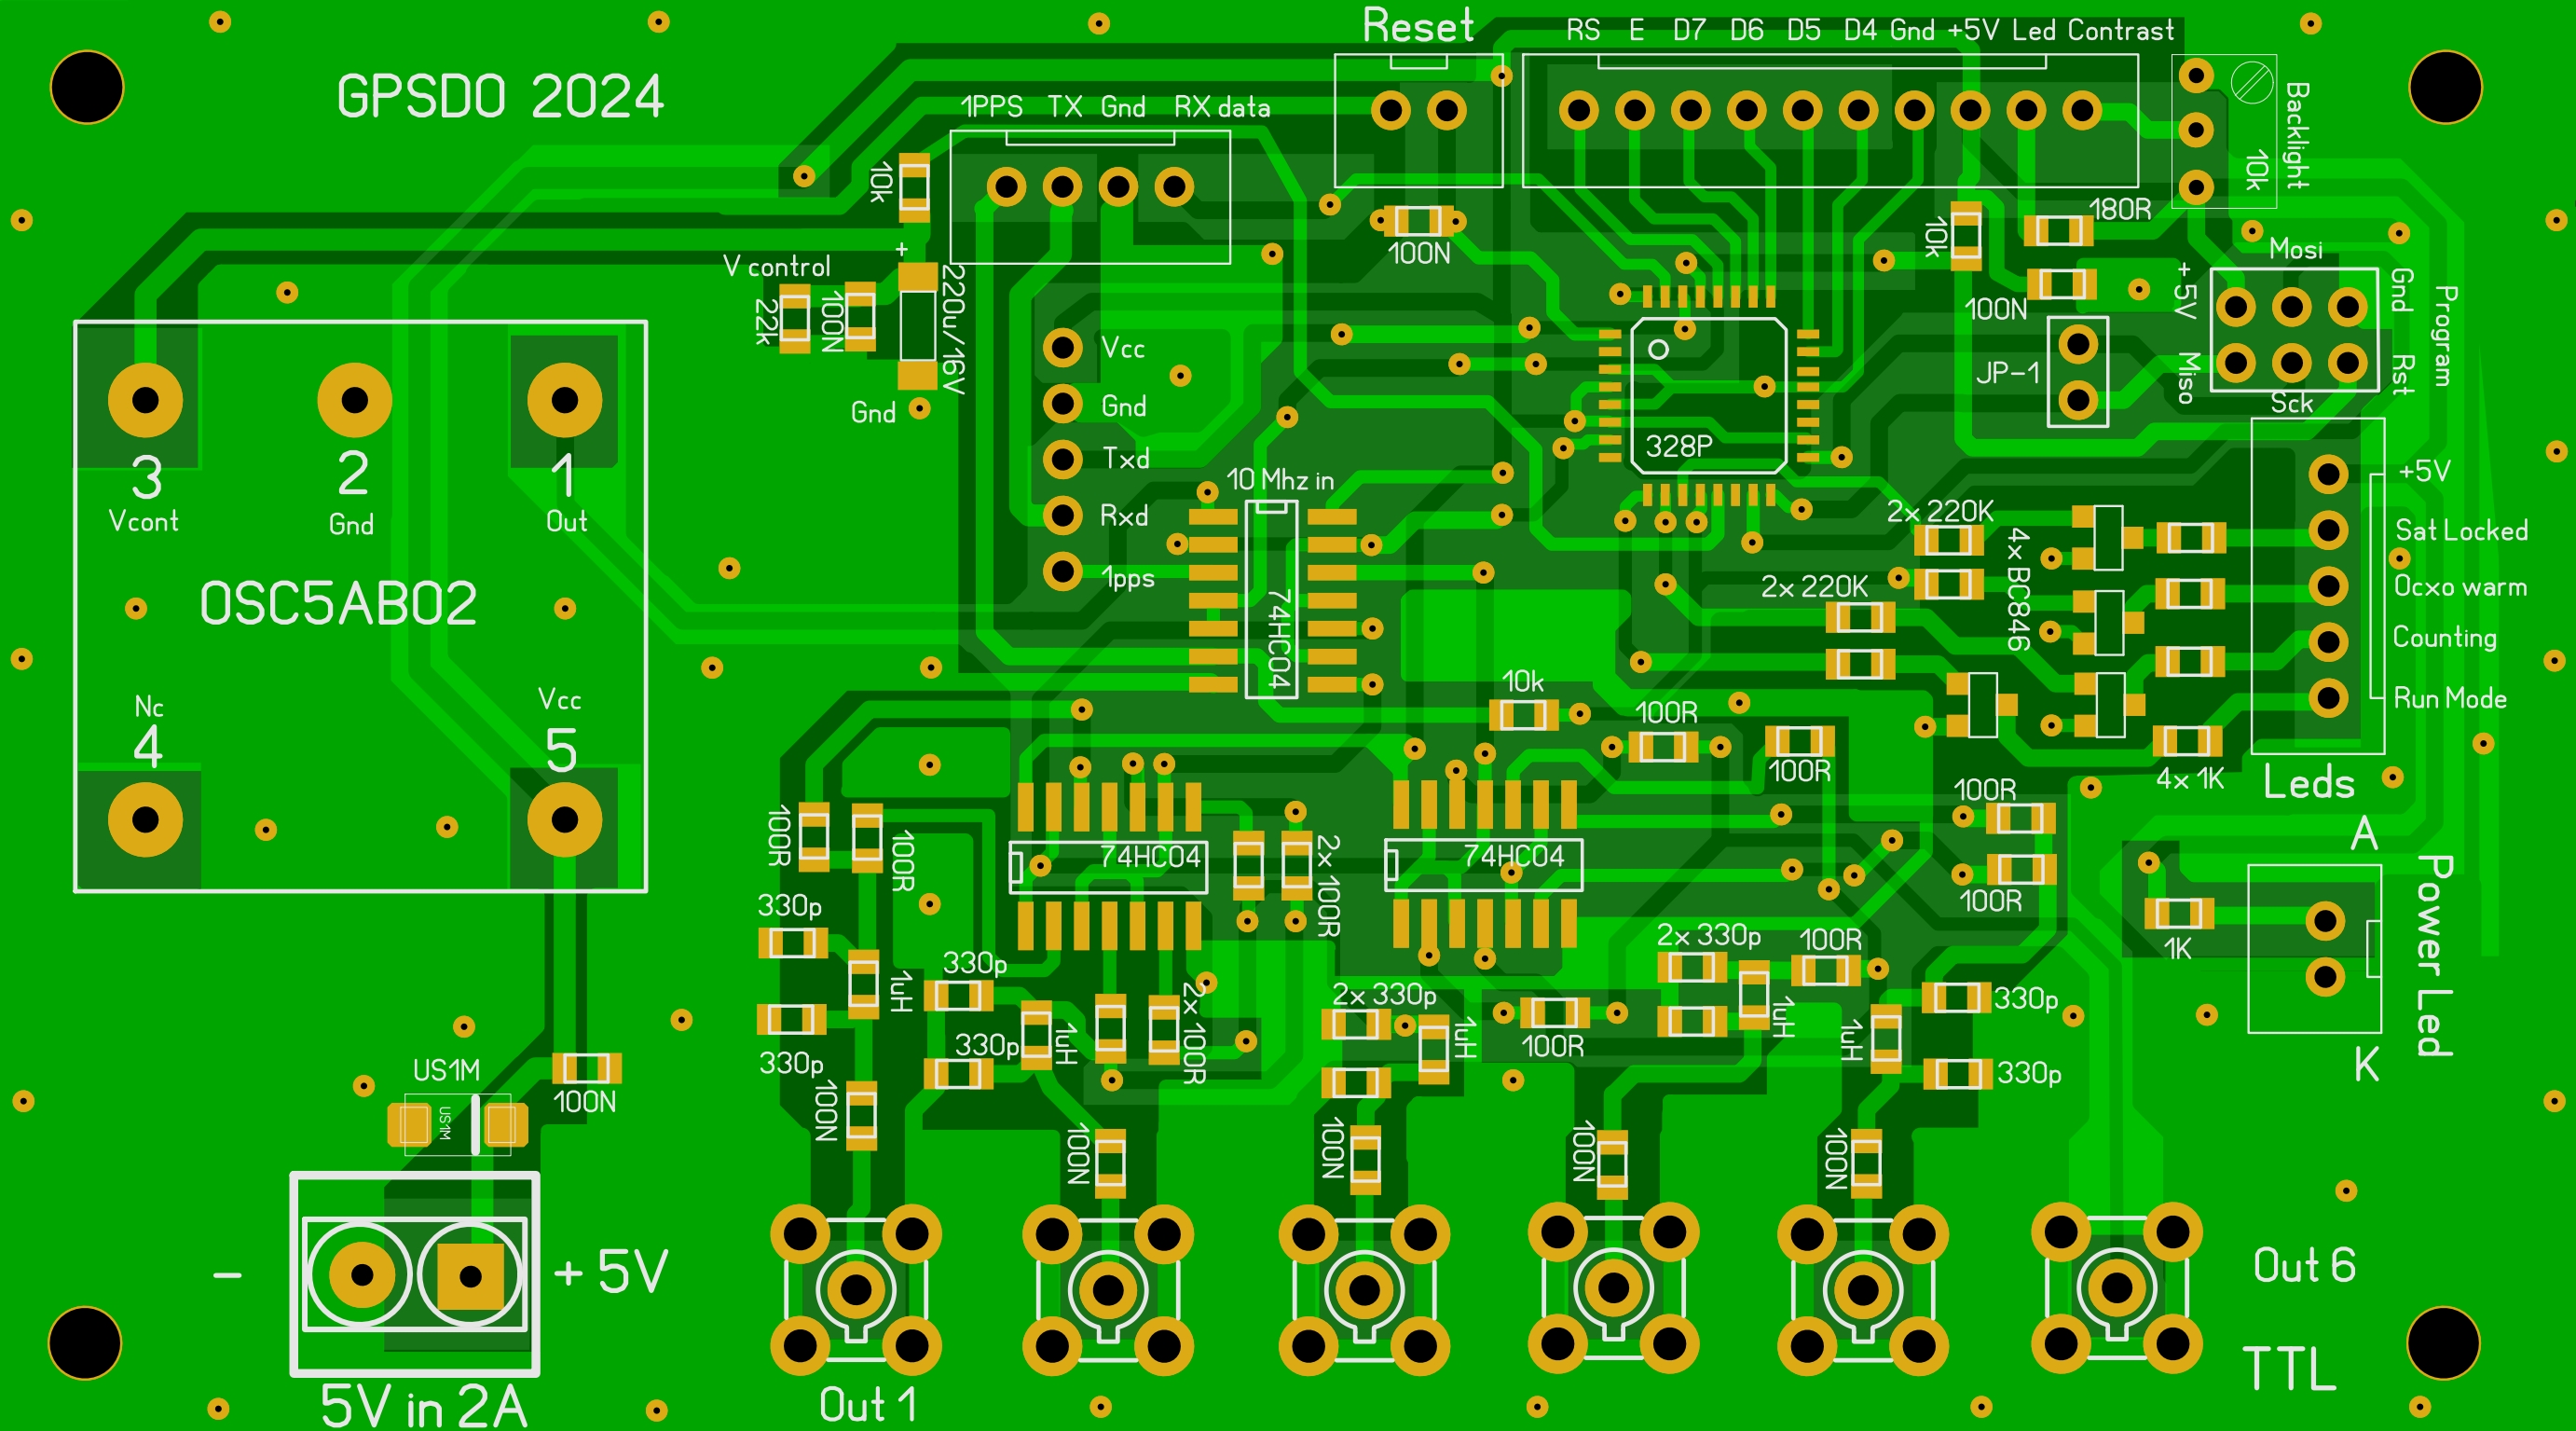 Reset
RS E D7 D6 D5 D4 Gnd +5V Led Contrast
GPSDO 2024
1PPS TX Gnd RX data
Backlight
10k
10k
180R
100N
10k
Mosi
+
V control
22k
100N
220u/16V
Gnd
100N
+5V
Gnd
Program
JP-1
Miso
Rst
Sck
Vcc
Gnd
Txd
Rxd
1pps
328P
10 Mhz in
74HC04
3
Vcont
2
Gnd
1
Out
OSC5AB02
Nc
4
Vcc
5
2x 220K
2x 220K
4xBC846
+5V
Sat Locked
Ocxo warm
Counting
Run Mode
4x 1K
Leds
10k
100R
100R
100R
100R
100R
100R
74HC04
2x 100R
74HC04
A
Power Led
1K
K
330p
330p
1uH
330p
330p
1uH
2x 100R
2x 330p
1uH
100R
2x 330p
100R
1uH
1uH
330p
330p
US1M
US1M
100N
100N
100N
100N
100N
100N
-
+ 5V
5V in 2A
Out 1
Out 6
TTL